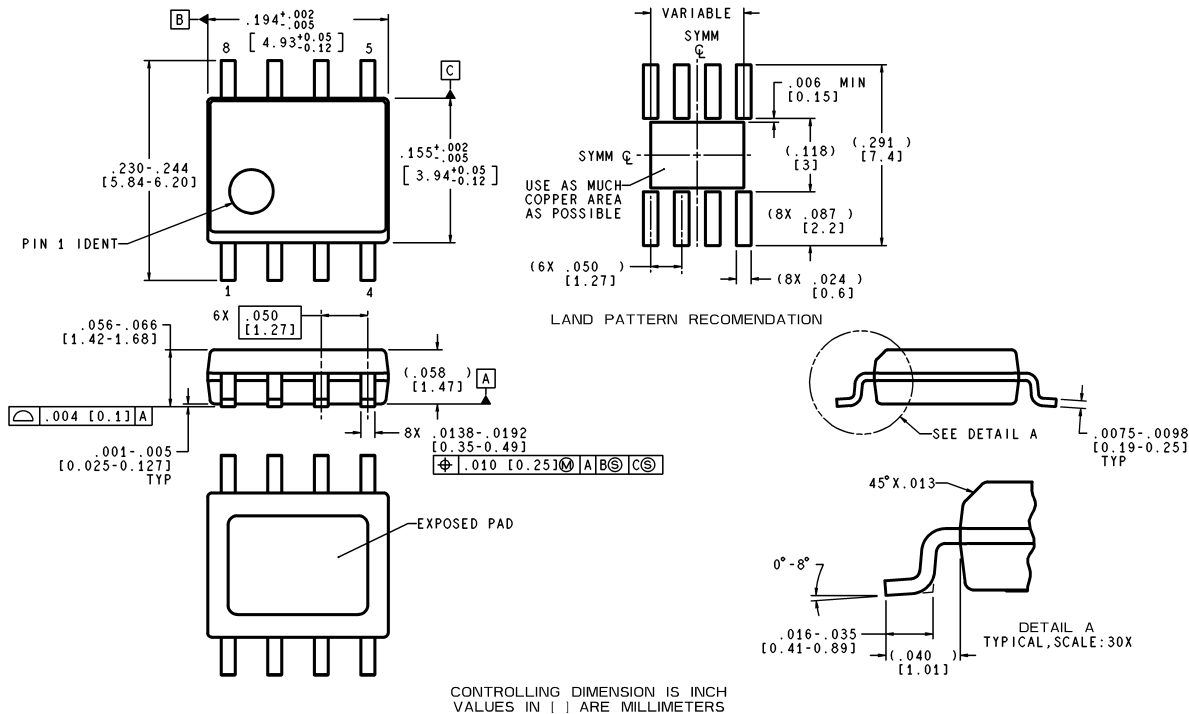 B
.194+.002
-.005
[ 4.93+0.05
-0.12 ]
8
5
C
.230-.244
[5.84-6.20]
.155+.002
-.005
[ 3.94+0.05
-0.12 ]
PIN 1 IDENT
1
4
VARIABLE
SYMM
℄
.006 MIN
[0.15]
SYMM ℄
(.118)
[3]
(.291 )
[7.4]
USE AS MUCH
COPPER AREA
AS POSSIBLE
(8X .087 )
[2.2]
(6X .050 )
[1.27]
(8X .024 )
[0.6]
LAND PATTERN RECOMENDATION
6X .050
[1.27]
.056-.066
[1.42-1.68]
(.058 )
[1.47]
A
⌓ .004 [0.1] A
.001-.005
[0.025-0.127]
TYP
8X .0138-.0192
[0.35-0.49]
⌖ .010 [0.25]Ⓜ A BⓈ CⓈ
SEE DETAIL A
.0075-.0098
[0.19-0.25]
TYP
EXPOSED PAD
45°X.013
0°-8°
.016-.035
[0.41-0.89]
(.040 )
[1.01]
DETAIL A
TYPICAL,SCALE:30X
CONTROLLING DIMENSION IS INCH
VALUES IN [ ] ARE MILLIMETERS